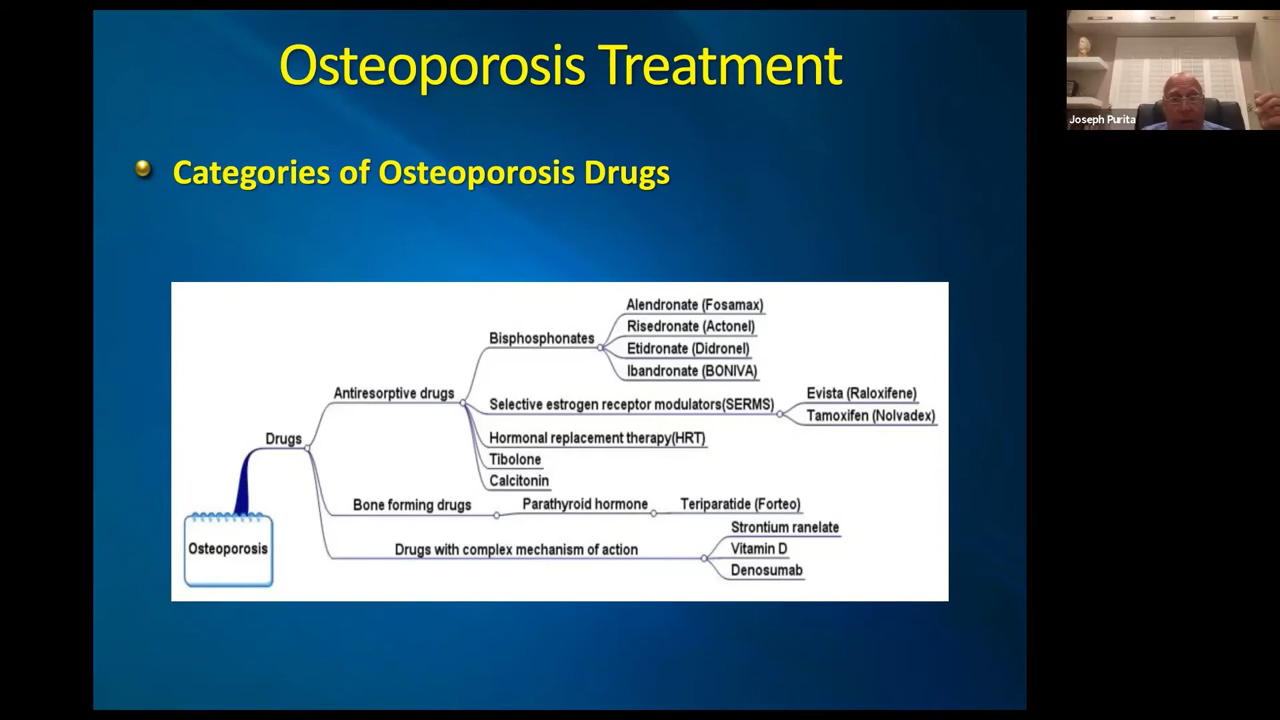 Osteoporosis Treatment
Joseph Purita
Categories of Osteoporosis Drugs
Alendronate (Fosamax)
Risedronate (Actonel)
Bisphosphonates
Etidronate (Didronel)
Ibandronate (BONIVA)
Antiresorptive drugs
Evista (Raloxifene)
Selective estrogen receptor modulators(SERMS)
Tamoxifen (Nolvadex)
Drugs
Hormonal replacement therapy(HRT)
Tibolone
Calcitonin
Bone forming drugs
Parathyroid hormone
Teriparatide (Forteo)
Strontium ranelate
Osteoporosis
Drugs with complex mechanism of action
Vitamin D
Denosumab